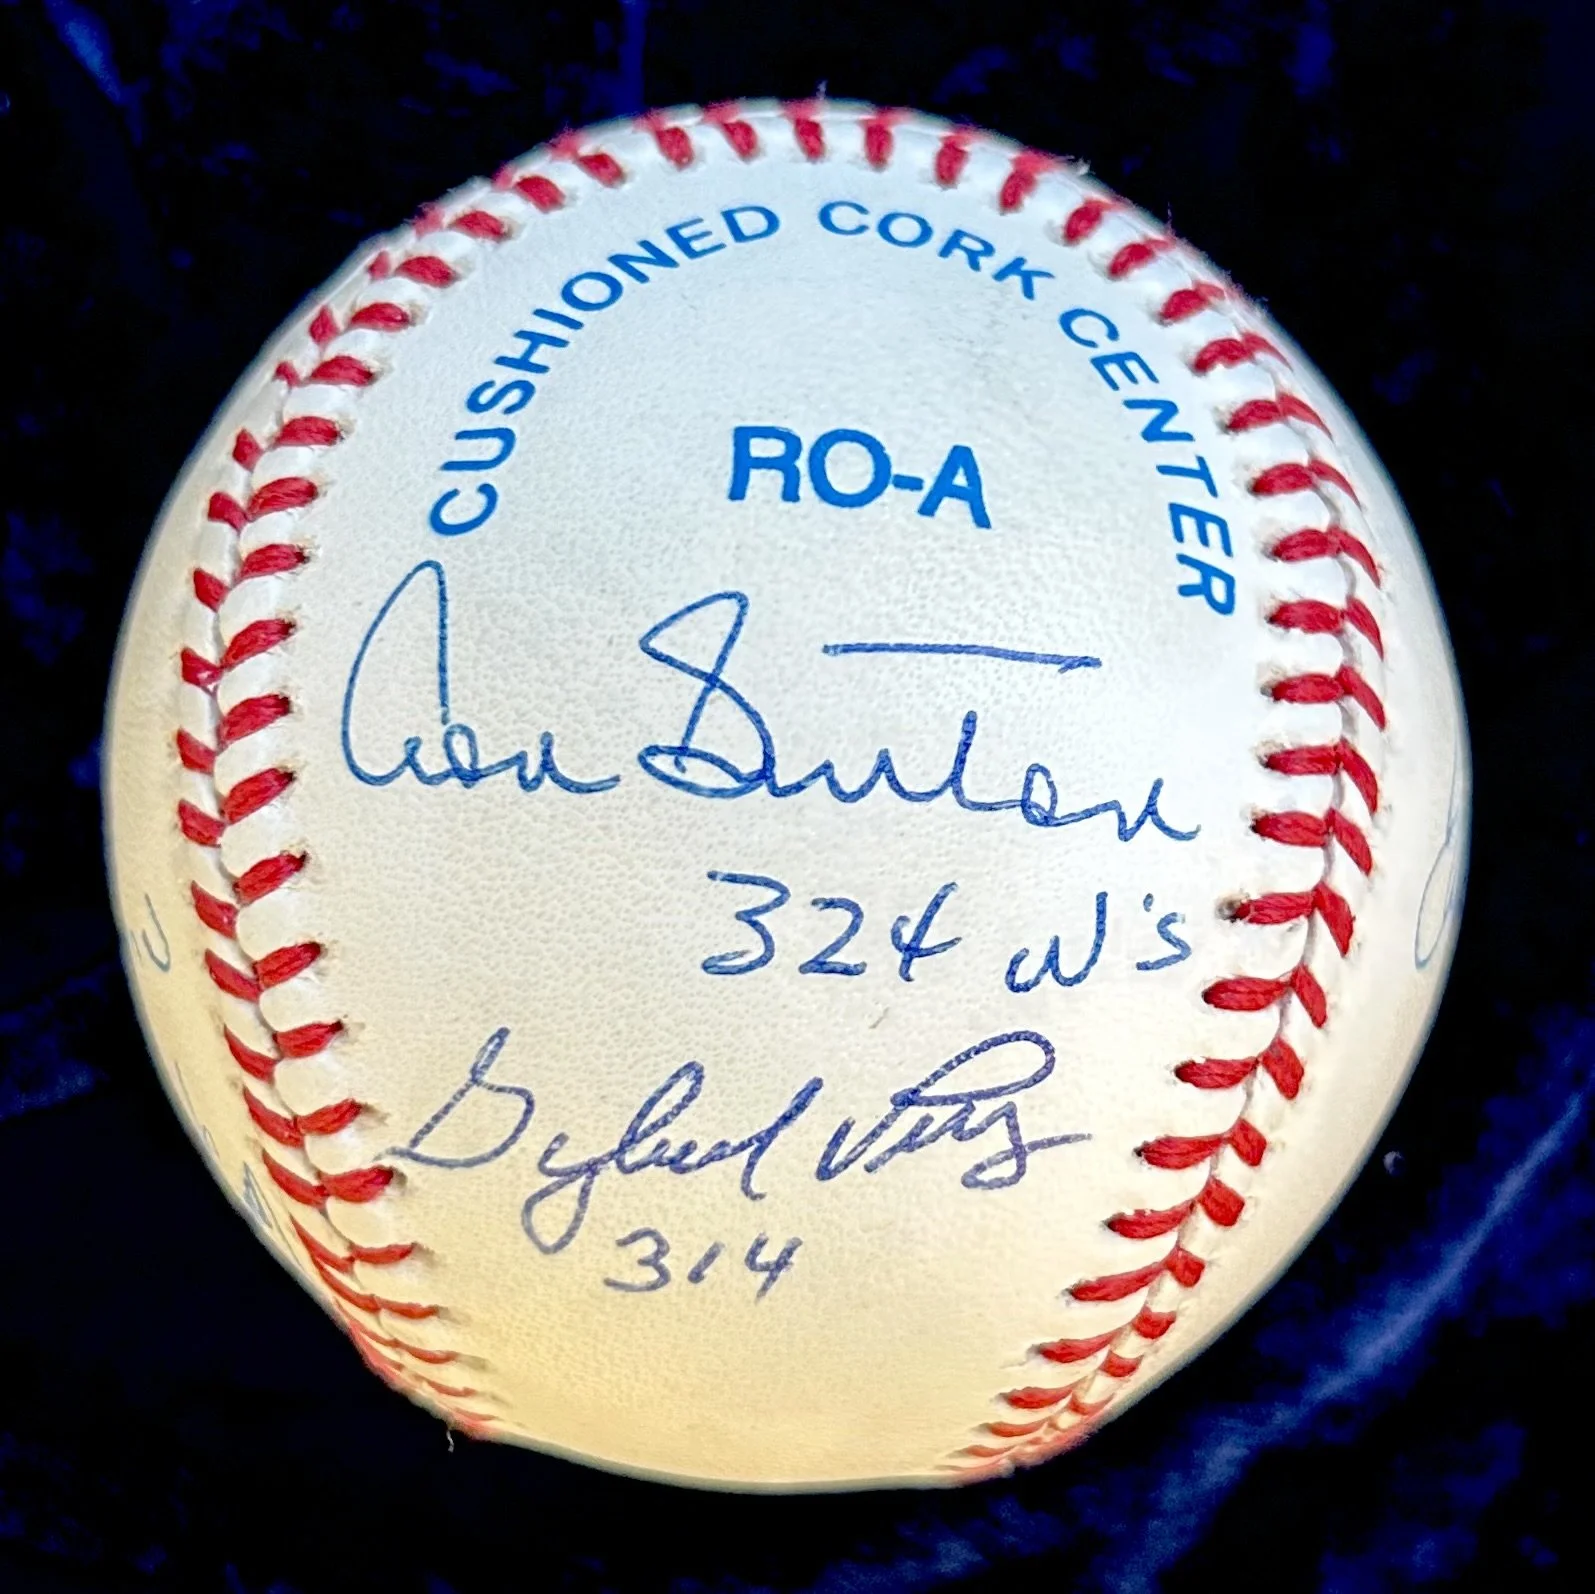 CUSHIONED CORK CENTER
RO-A
Don Sutton
324 W's
Gaylord Perry
314